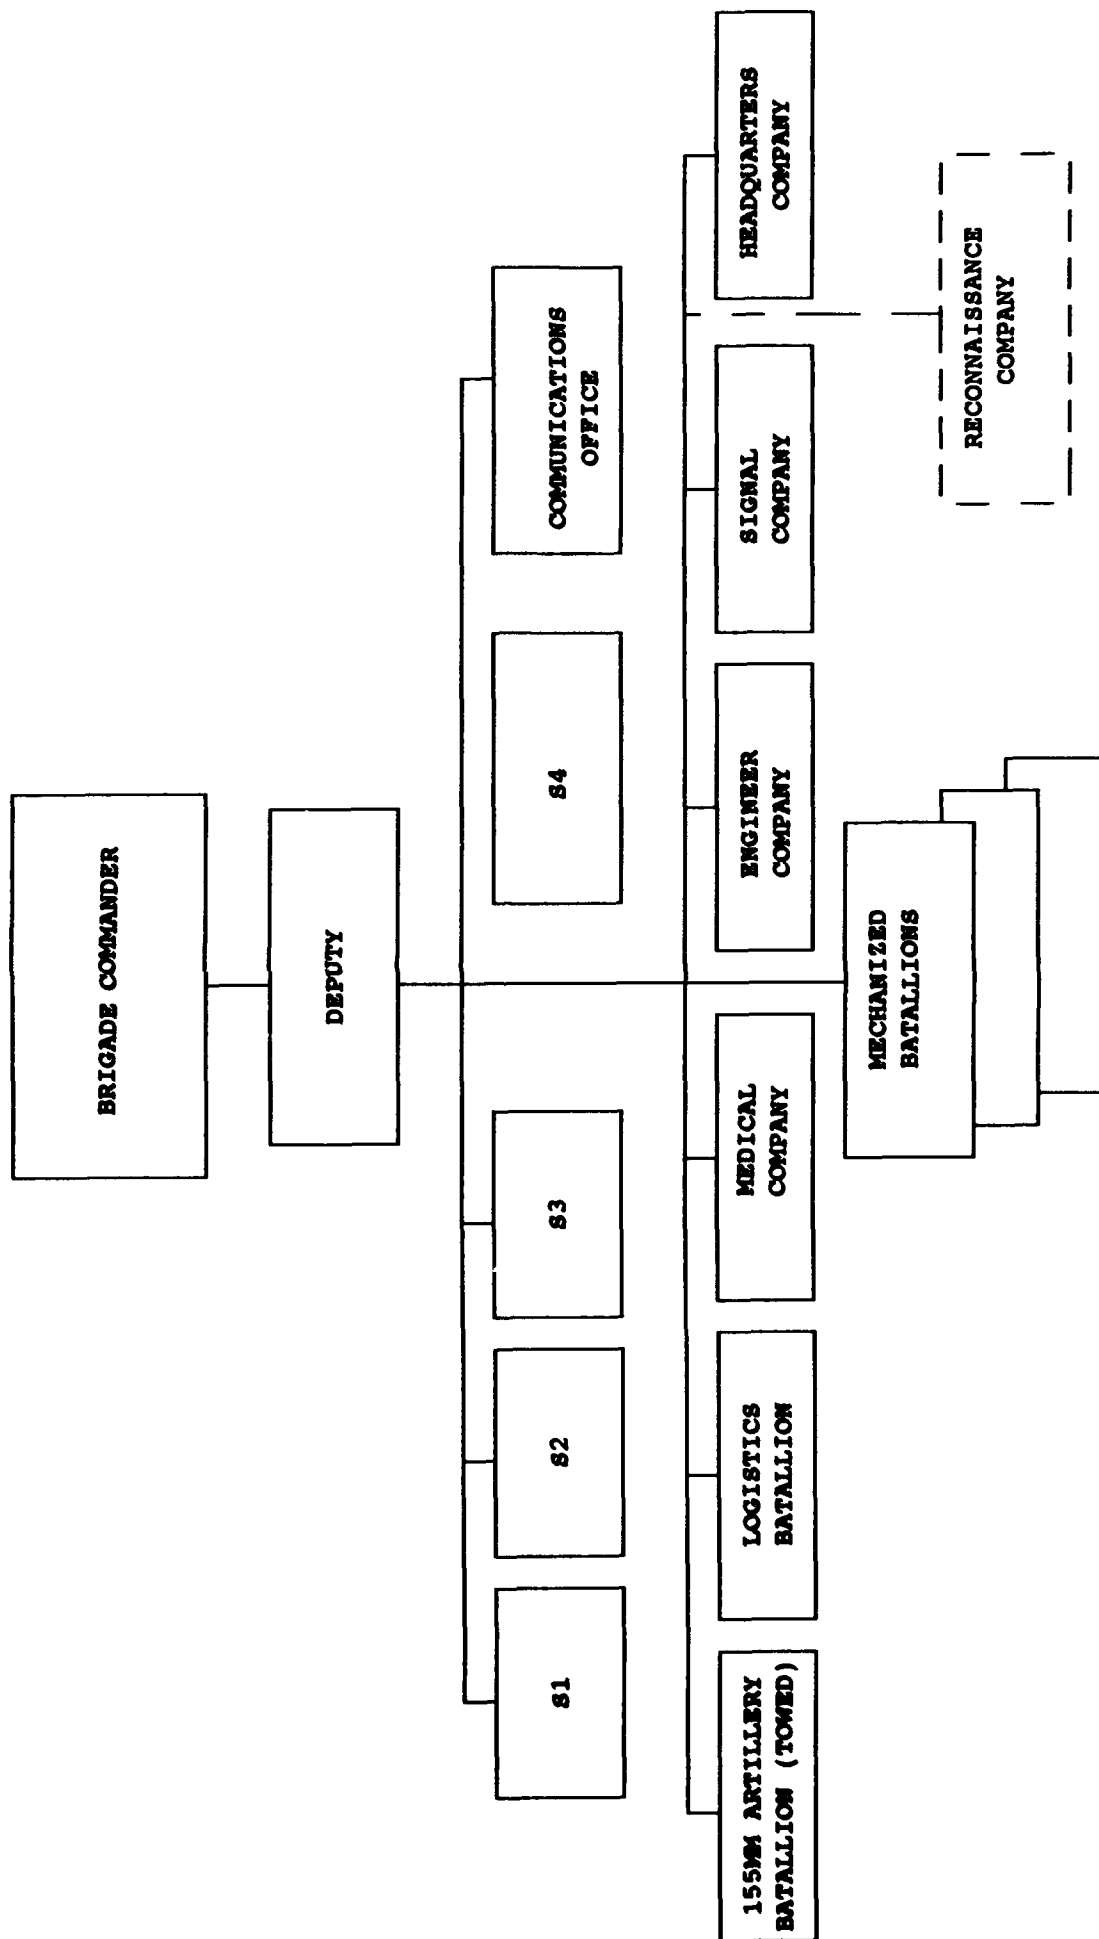 BRIGADE COMMANDER
DEPUTY
S1
S2
S3
S4
COMMUNICATIONS
OFFICE
155MM ARTILLERY
BATALLION (TOWED)
LOGISTICS
BATALLION
MEDICAL
COMPANY
ENGINEER
COMPANY
SIGNAL
COMPANY
HEADQUARTERS
COMPANY
MECHANIZED
BATALLIONS
RECONNAISSANCE
COMPANY